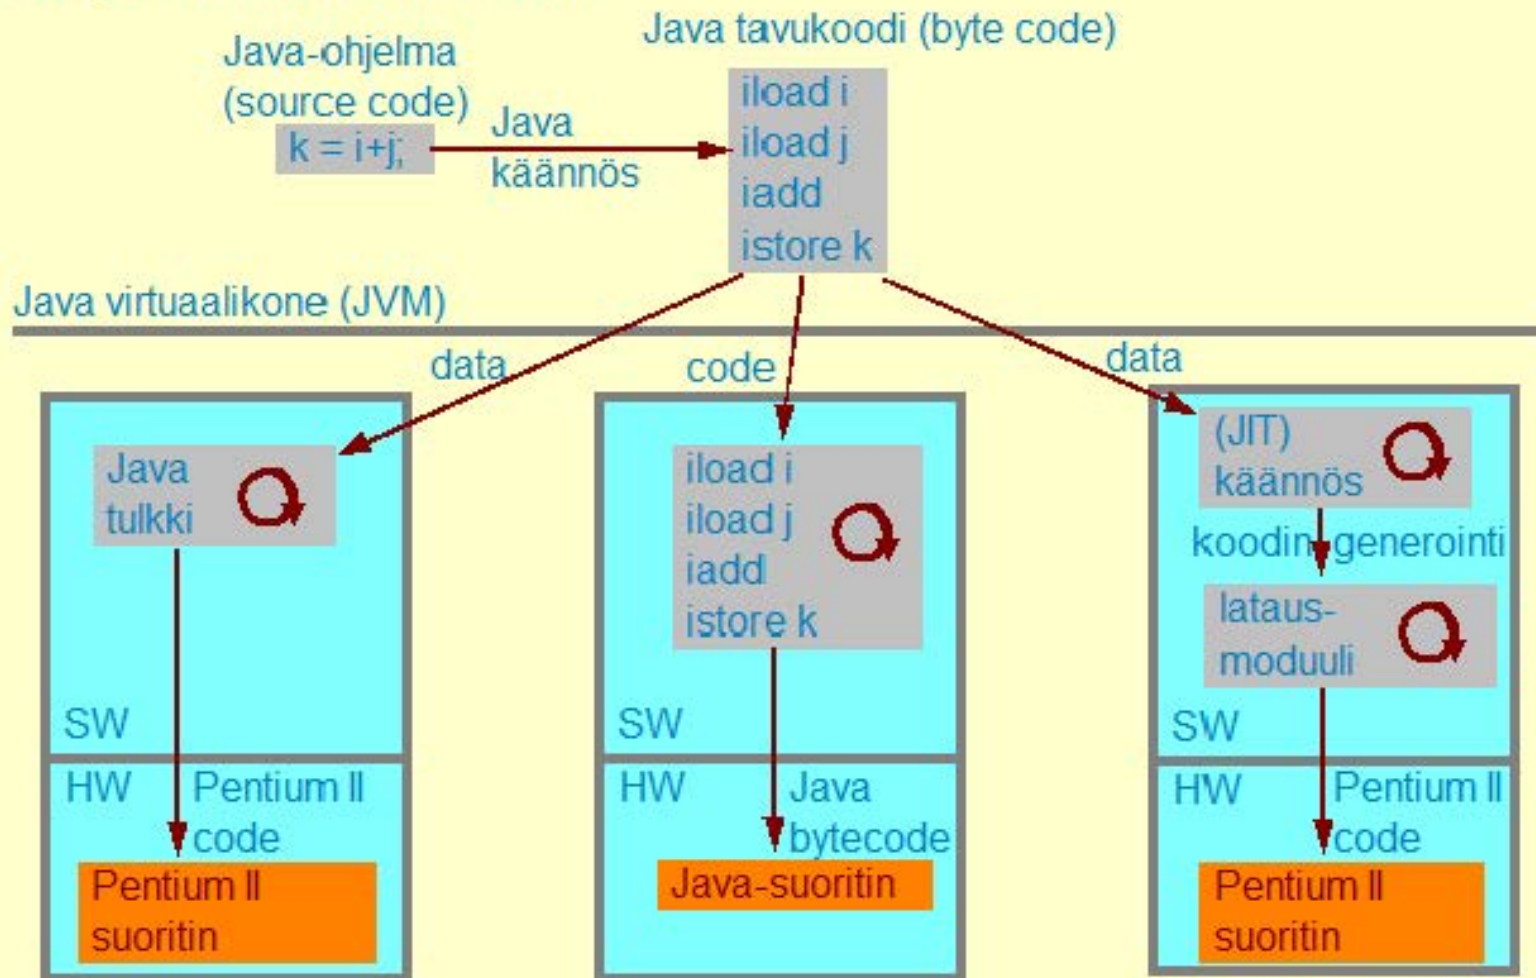 Java-ohjelma
(source code)
k = i+j;
Java
käännös
Java tavukoodi (byte code)
iload i
iload j
iadd
istore k
Java virtuaalikone (JVM)
data
code
data
Java
tulkki
SW
HW
Pentium II
code
Pentium II
suoritin
iload i
iload j
iadd
istore k
SW
HW
Java
bytecode
Java-suoritin
(JIT)
käännös
koodin generointi
lataus-
moduuli
SW
HW
Pentium II
code
Pentium II
suoritin